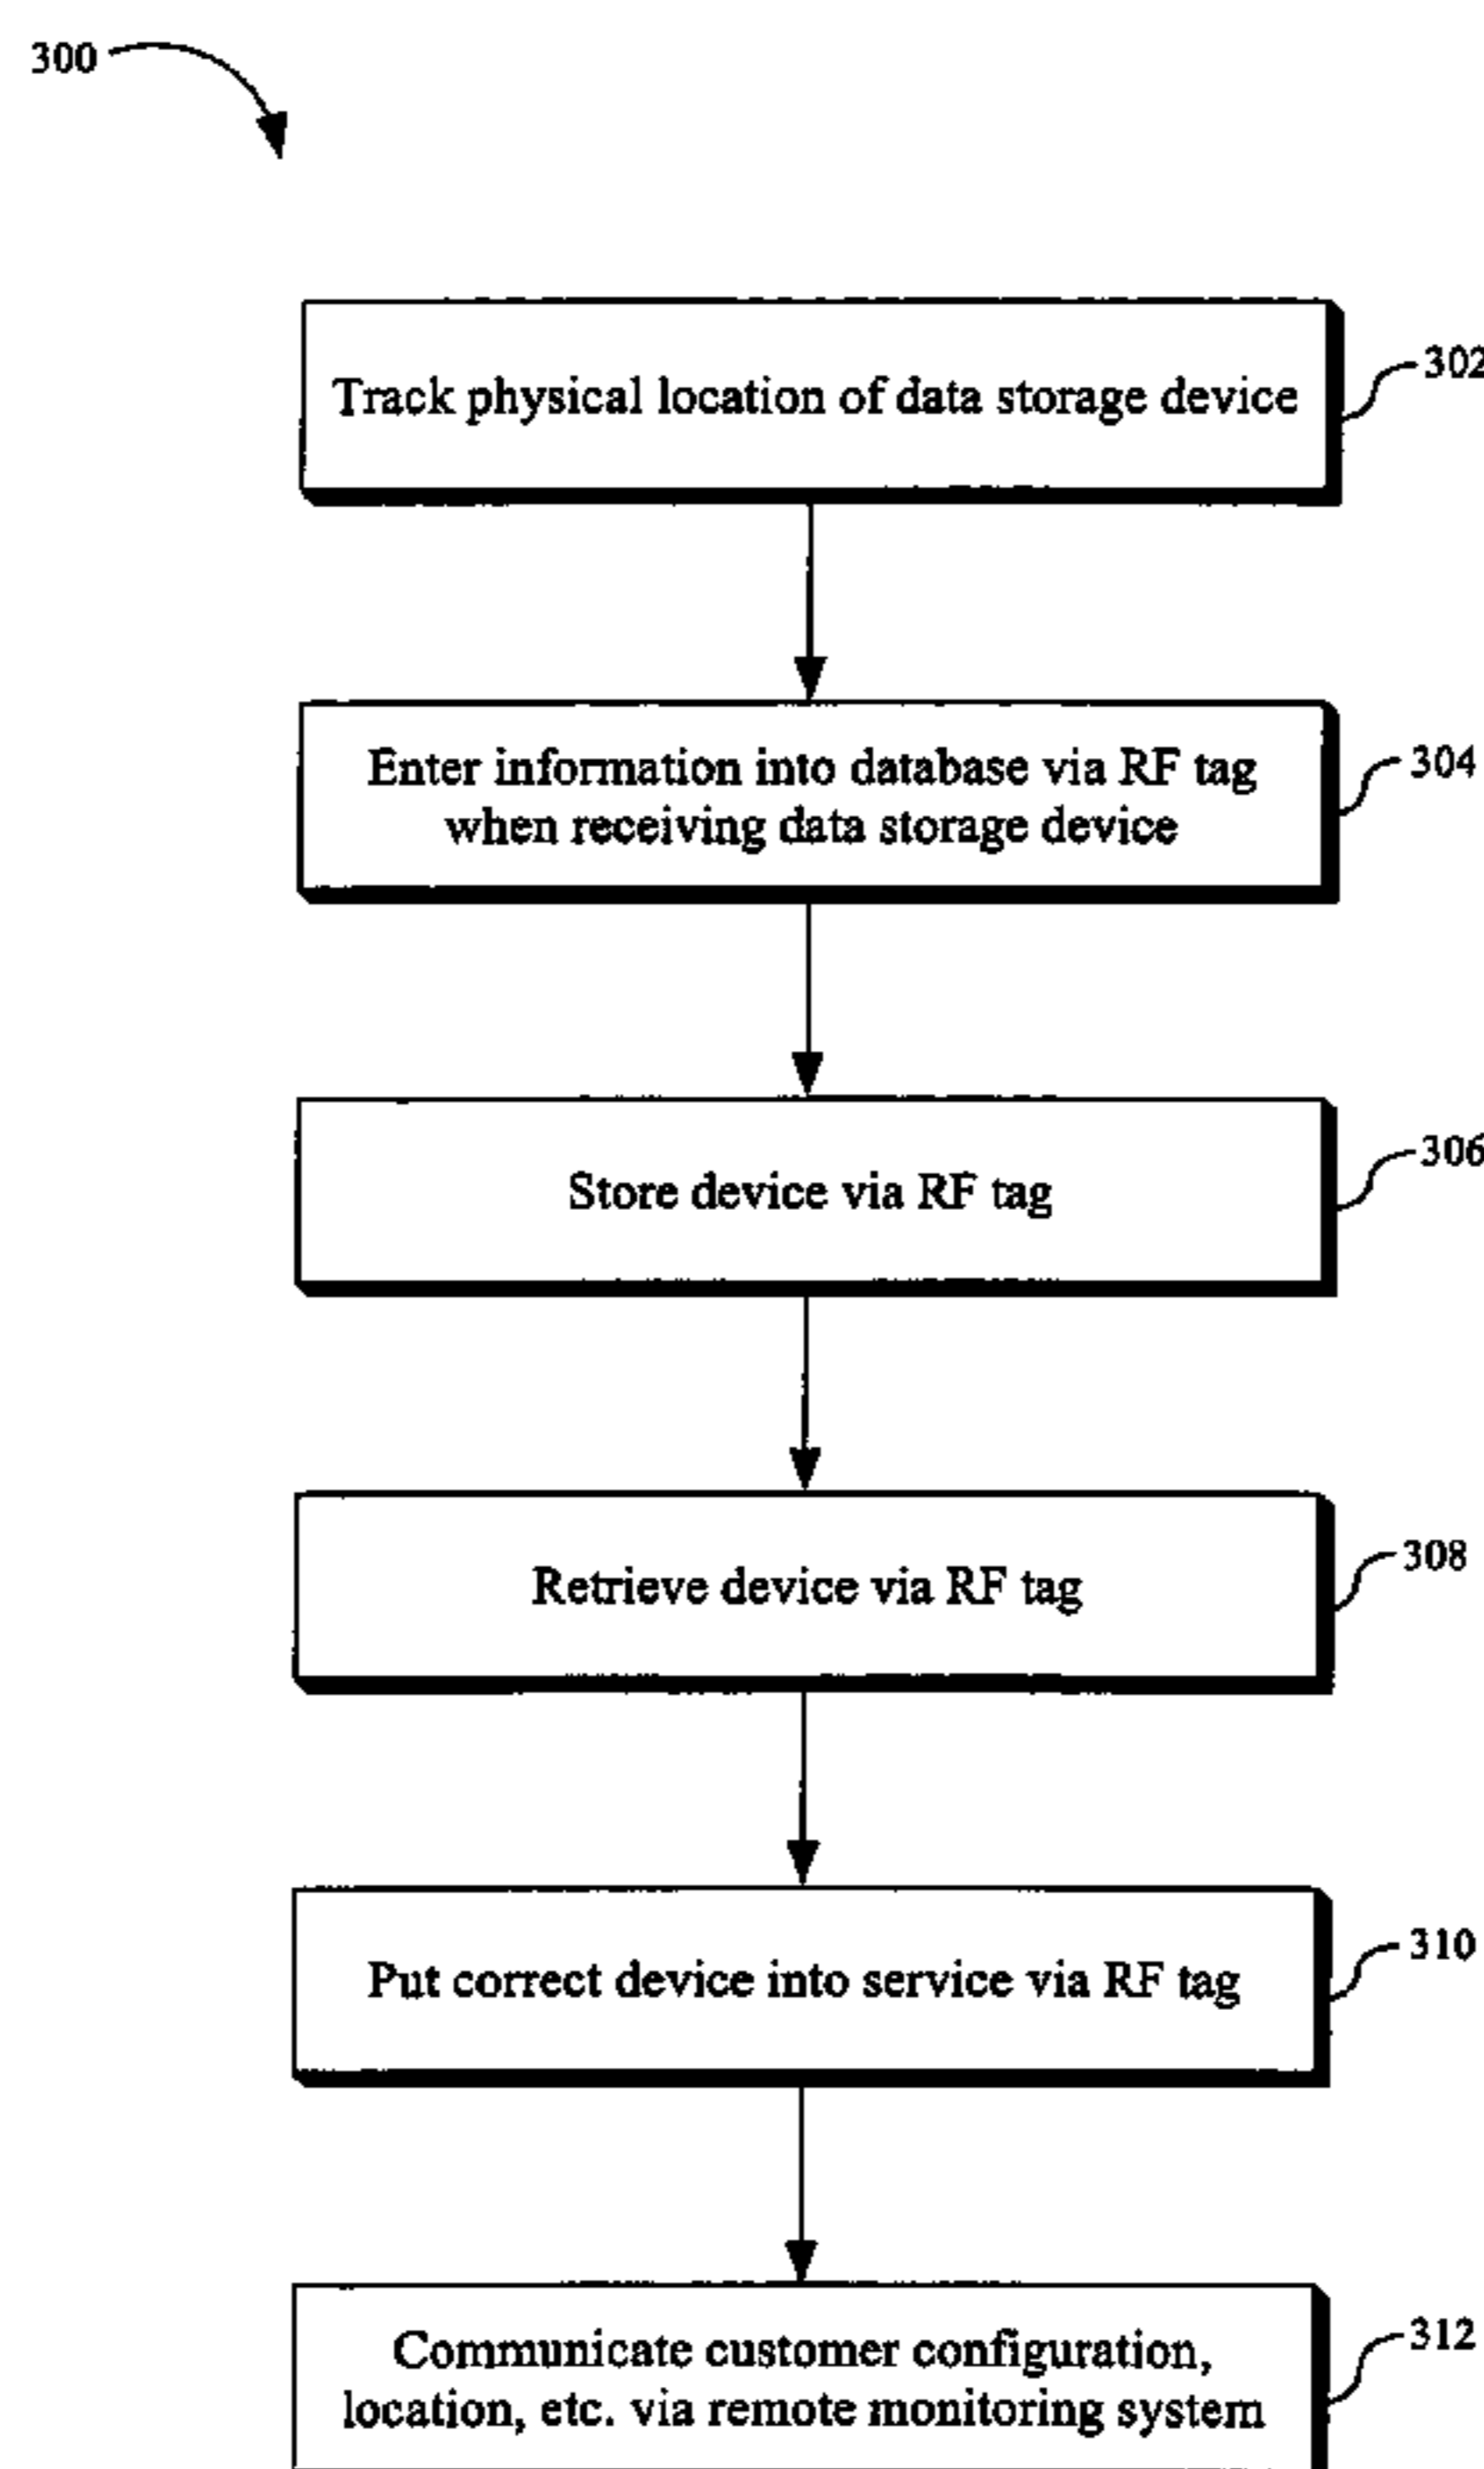 300
Track physical location of data storage device
302
Enter information into database via RF tag
when receiving data storage device
304
Store device via RF tag
306
Retrieve device via RF tag
308
Put correct device into service via RF tag
310
Communicate customer configuration,
location, etc. via remote monitoring system
312